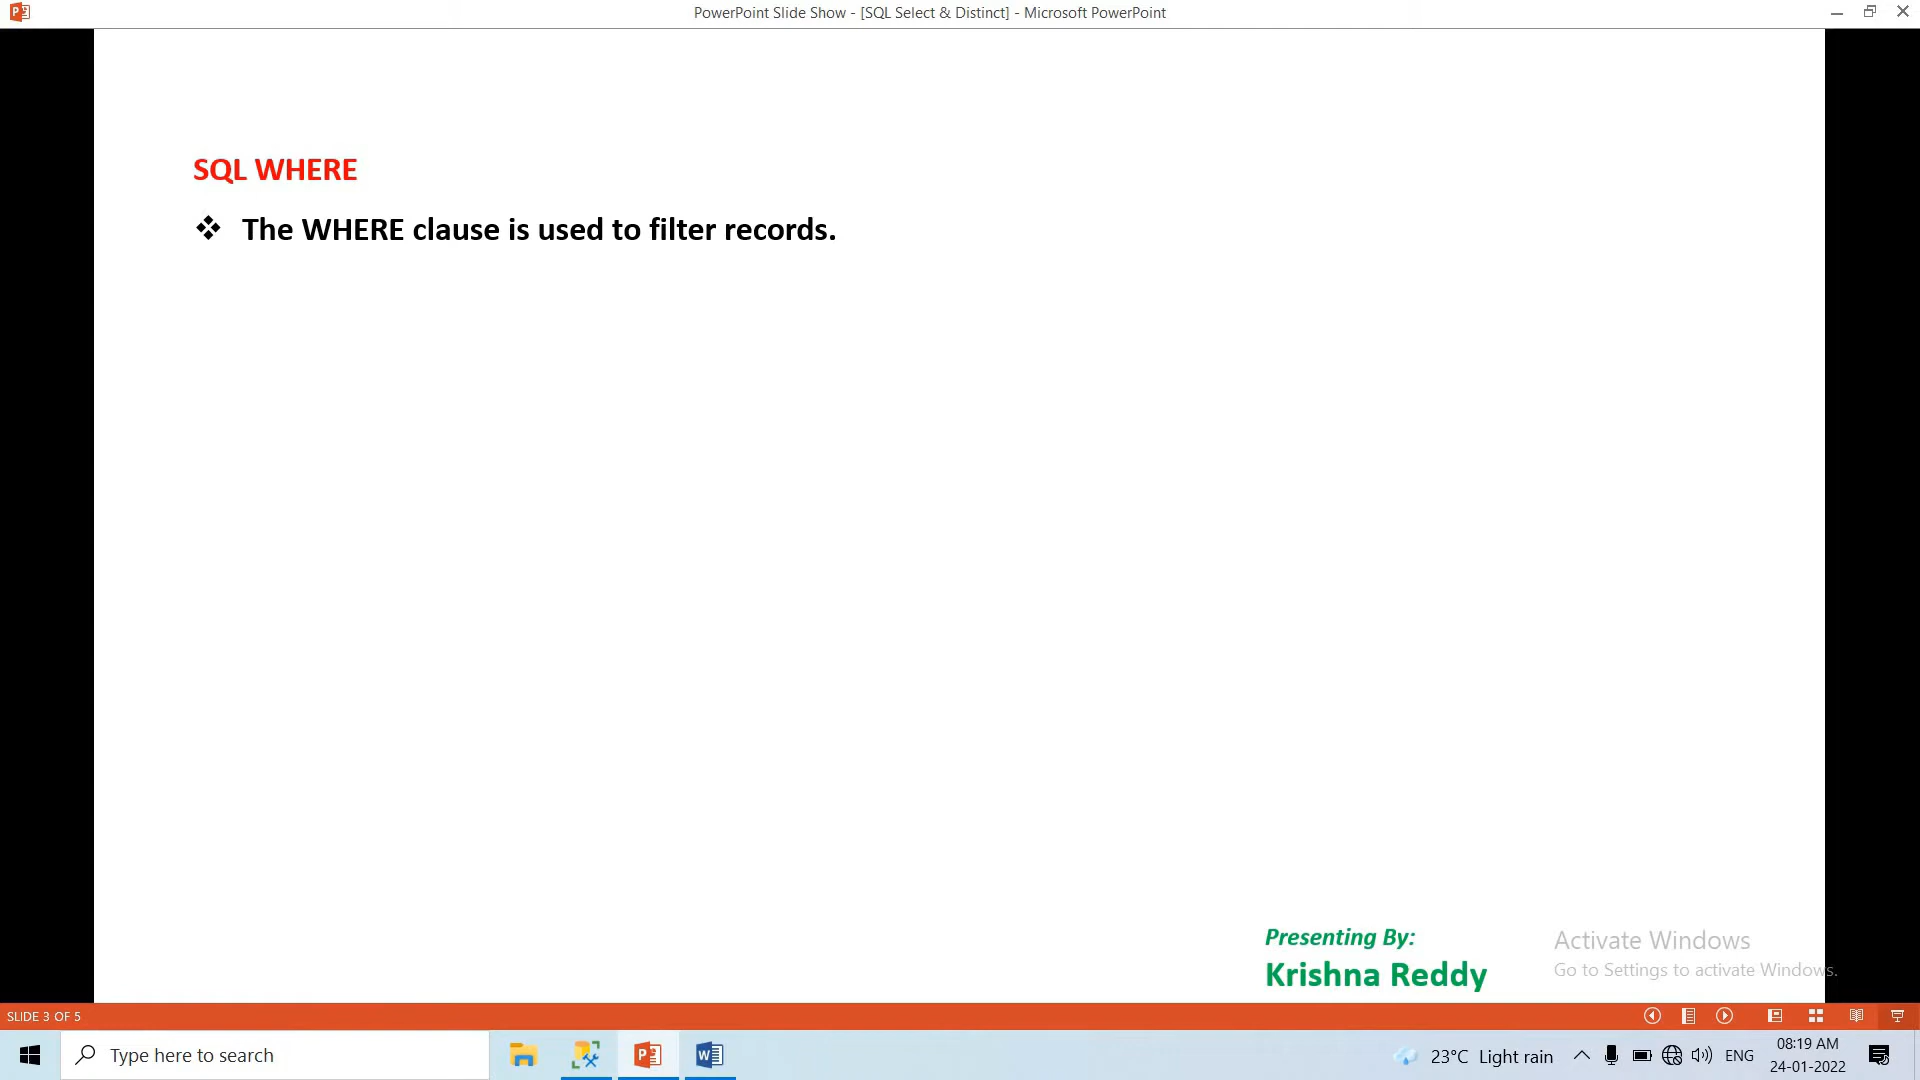 PowerPoint Slide Show - [SQL Select & Distinct] - Microsoft PowerPoint
SQL WHERE
❖ The WHERE clause is used to filter records.
Presenting By:
Krishna Reddy
Activate Windows
Go to Settings to activate Windows.
SLIDE 3 OF 5
Type here to search
23°C Light rain
ENG
08:19 AM
24-01-2022